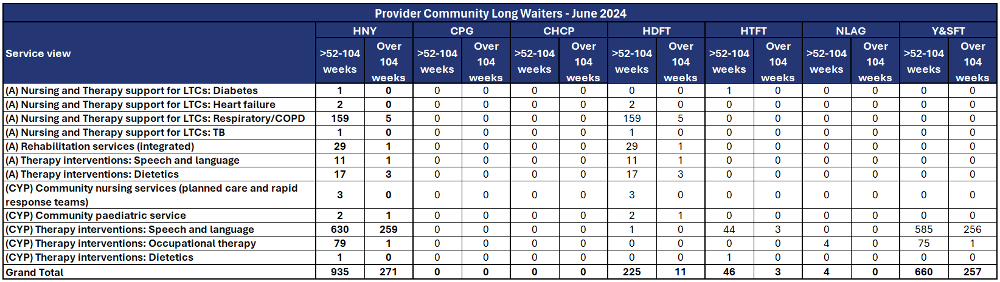 Provider Community Long Waiters - June 2024
Service view HNY CPG CHCP HDFT HTFT NLAG Y&SFT
>52-104 weeks Over 104 weeks >52-104 weeks Over 104 weeks >52-104 weeks Over 104 weeks >52-104 weeks Over 104 weeks >52-104 weeks Over 104 weeks >52-104 weeks Over 104 weeks >52-104 weeks Over 104 weeks
(A) Nursing and Therapy support for LTCs: Diabetes 1 0 0 0 0 0 0 0 1 0 0 0 0 0
(A) Nursing and Therapy support for LTCs: Heart failure 2 0 0 0 0 0 2 0 0 0 0 0 0 0
(A) Nursing and Therapy support for LTCs: Respiratory/COPD 159 5 0 0 0 0 159 5 0 0 0 0 0 0
(A) Nursing and Therapy support for LTCs: TB 1 0 0 0 0 0 1 0 0 0 0 0 0 0
(A) Rehabilitation services (integrated) 29 1 0 0 0 0 29 1 0 0 0 0 0 0
(A) Therapy interventions: Speech and language 11 1 0 0 0 0 11 1 0 0 0 0 0 0
(A) Therapy interventions: Dietetics 17 3 0 0 0 0 17 3 0 0 0 0 0 0
(CYP) Community nursing services (planned care and rapid
response teams) 3 0 0 0 0 0 3 0 0 0 0 0 0 0
(CYP) Community paediatric service 2 1 0 0 0 0 2 1 0 0 0 0 0 0
(CYP) Therapy interventions: Speech and language 630 259 0 0 0 0 1 0 44 3 0 0 585 256
(CYP) Therapy interventions: Occupational therapy 79 1 0 0 0 0 0 0 0 0 4 0 75 1
(CYP) Therapy interventions: Dietetics 1 0 0 0 0 0 0 0 1 0 0 0 0 0
Grand Total 935 271 0 0 0 0 225 11 46 3 4 0 660 257